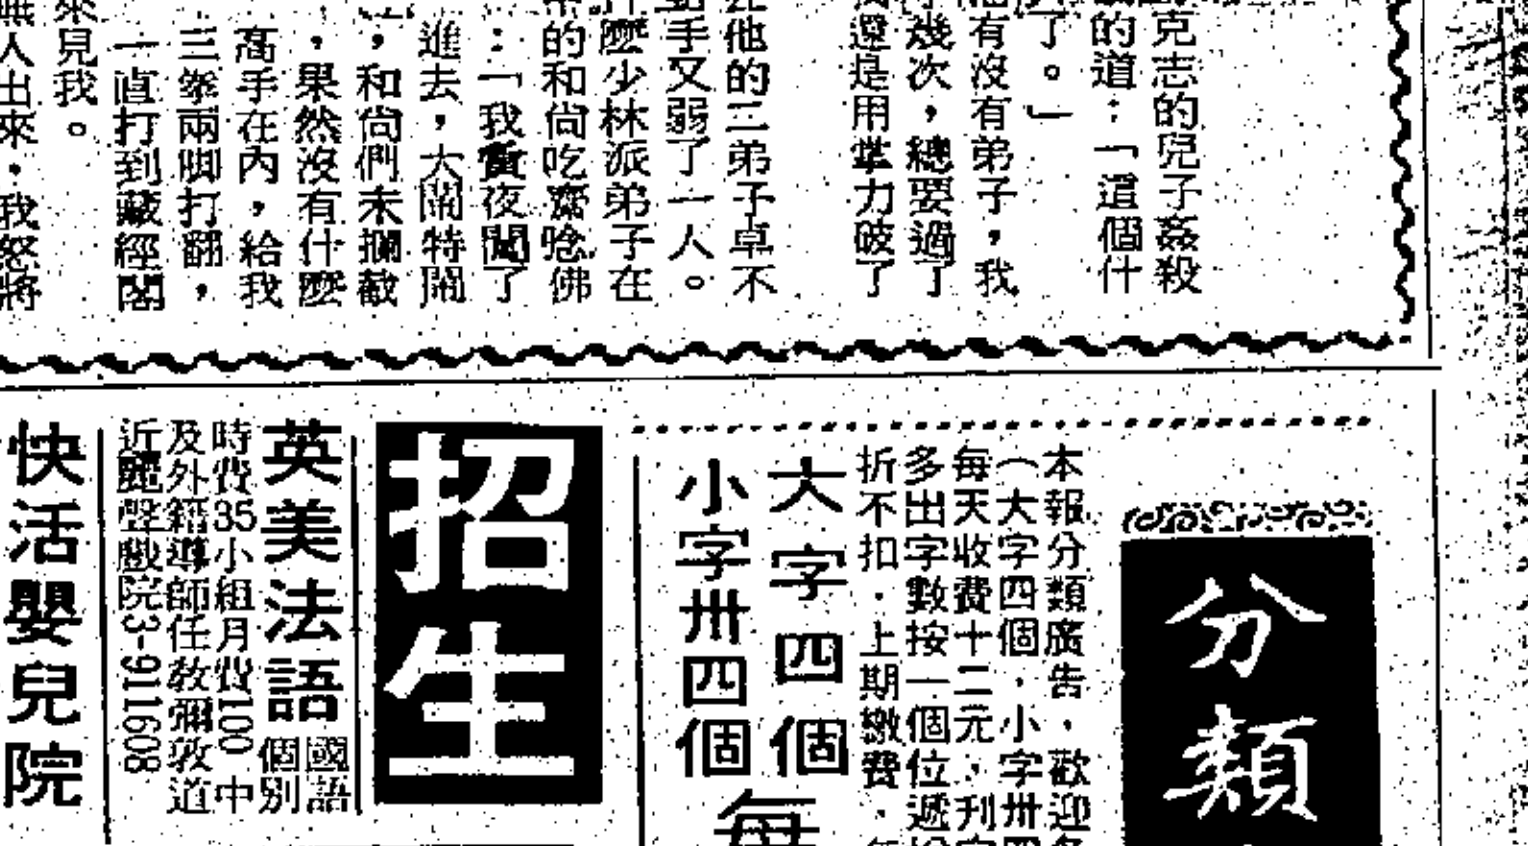 克志的兒子姦殺
的道：「這個什
了。」
他有沒有弟子，我
幾次，總要過了
還是用掌力破了
他的二弟子卓不
手又弱了一人。
麼少林派弟子在
的和尚吃齋唸佛
：「我夤夜闖了
進去，大鬧特鬧
，和尚們未攔截
，果然沒有什麼
高手在內，給我
三拳兩脚打翻，
一直打到藏經閣
來見我。
人出來，我怒將
分類
本報分類廣告，歡迎各
（大字四個，小字卅四
每天收費十二元，刊字
多出字數按一個位遞
折不扣．上期繳費．
大字四個
小字卅四個
每
招生
英美法語
國語
個別
時費35小組月費100中
及外籍導師任教彌敦道
近麗聲戲院3-911608
快活嬰兒院